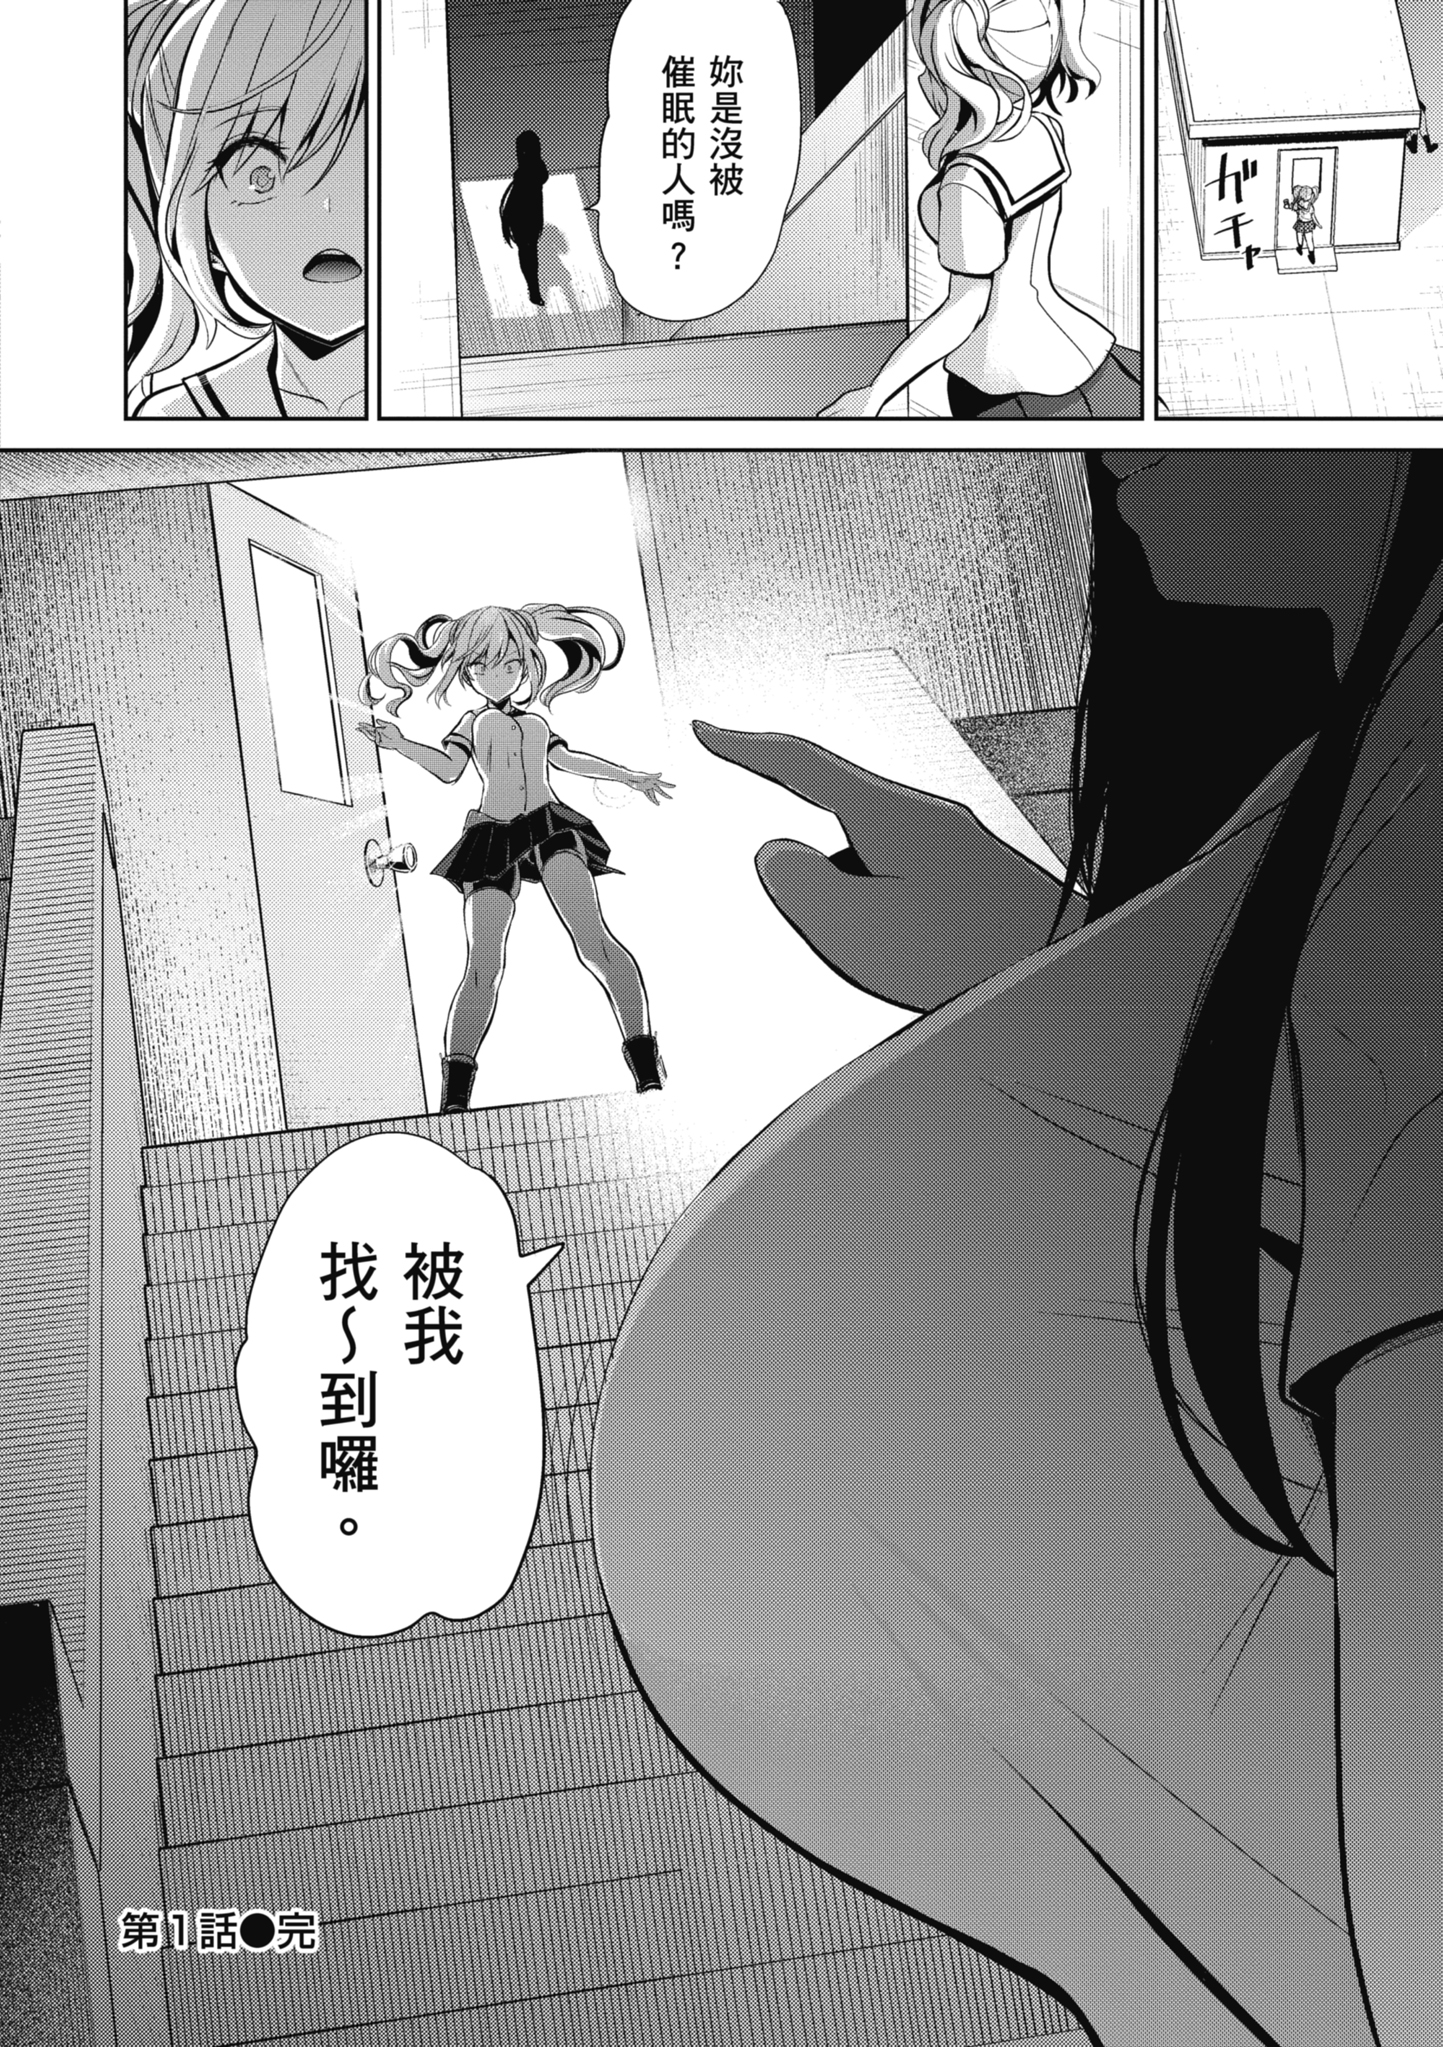 ガチャ
妳是沒被
催眠的人嗎？
被我
找～到囉。
第1話●完